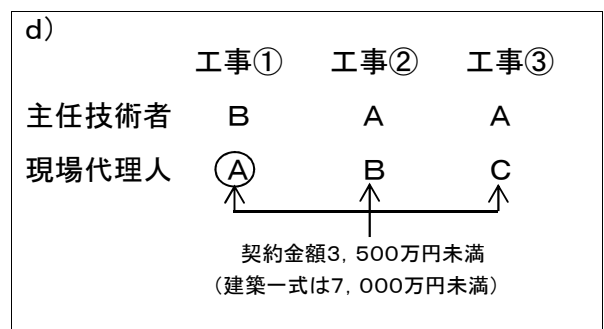 d）
工事① 工事② 工事③
主任技術者 B A A
現場代理人 A B C
契約金額3，500万円未満
（建築一式は7，000万円未満）